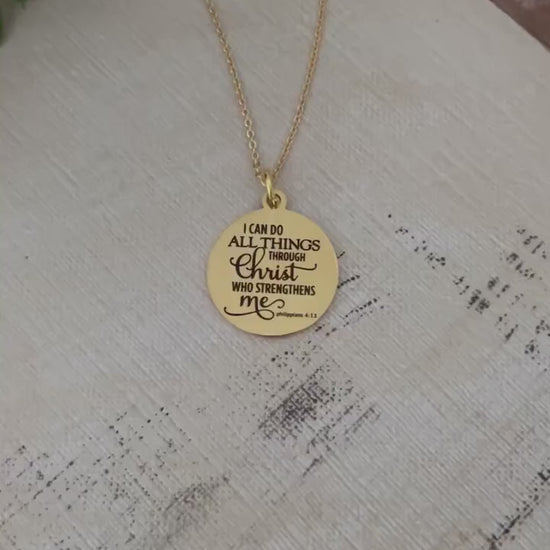 I CAN DO
ALL THINGS
THROUGH
Christ
WHO STRENGTHENS
me
philippians 4:13